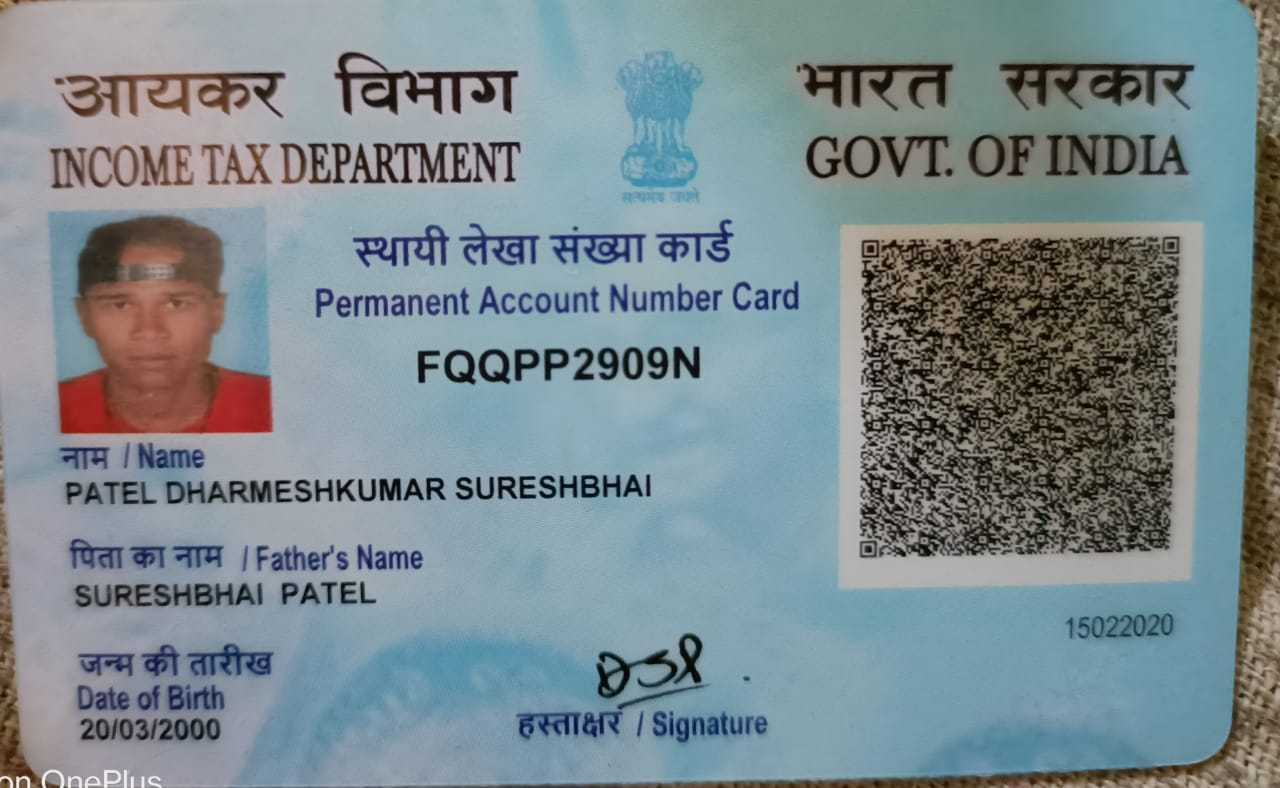 आयकर विभाग
INCOME TAX DEPARTMENT
सत्यमेव जयते
भारत सरकार
GOVT. OF INDIA
स्थायी लेखा संख्या कार्ड
Permanent Account Number Card
FQQPP2909N
नाम / Name
PATEL DHARMESHKUMAR SURESHBHAI
पिता का नाम / Father's Name
SURESHBHAI PATEL
जन्म की तारीख
Date of Birth
20/03/2000
हस्ताक्षर / Signature
15022020
on OnePlus